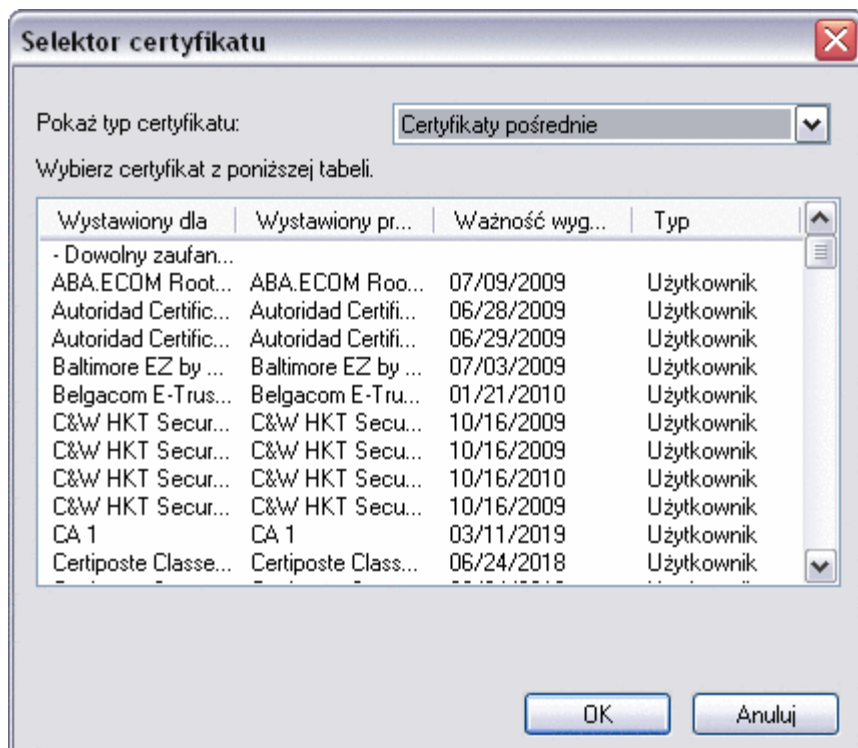 Selektor certyfikatu
Pokaż typ certyfikatu: Certyfikaty pośrednie
Wybierz certyfikat z poniższej tabeli.
Wystawiony dla Wystawiony pr... Ważność wyg... Typ
- Dowolny zaufan...
ABA.ECOM Root... ABA.ECOM Roo... 07/09/2009 Użytkownik
Autoridad Certific... Autoridad Certifi... 06/28/2009 Użytkownik
Autoridad Certific... Autoridad Certifi... 06/29/2009 Użytkownik
Baltimore EZ by ... Baltimore EZ by ... 07/03/2009 Użytkownik
Belgacom E-Trus... Belgacom E-Tru... 01/21/2010 Użytkownik
C&W HKT Secur... C&W HKT Secu... 10/16/2009 Użytkownik
C&W HKT Secur... C&W HKT Secu... 10/16/2009 Użytkownik
C&W HKT Secur... C&W HKT Secu... 10/16/2010 Użytkownik
C&W HKT Secur... C&W HKT Secu... 10/16/2009 Użytkownik
CA 1 CA 1 03/11/2019 Użytkownik
Certiposte Classe... Certiposte Class... 06/24/2018 Użytkownik
OK Anuluj